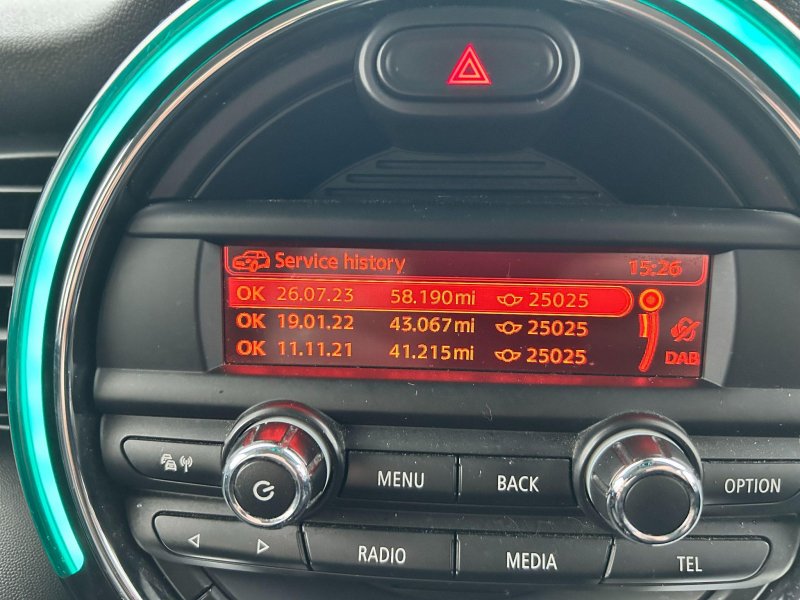 Service history 15:26
OK 26.07.23 58.190mi 25025
OK 19.01.22 43.067mi 25025
OK 11.11.21 41.215mi 25025
DAB
MENU BACK OPTION
RADIO MEDIA TEL